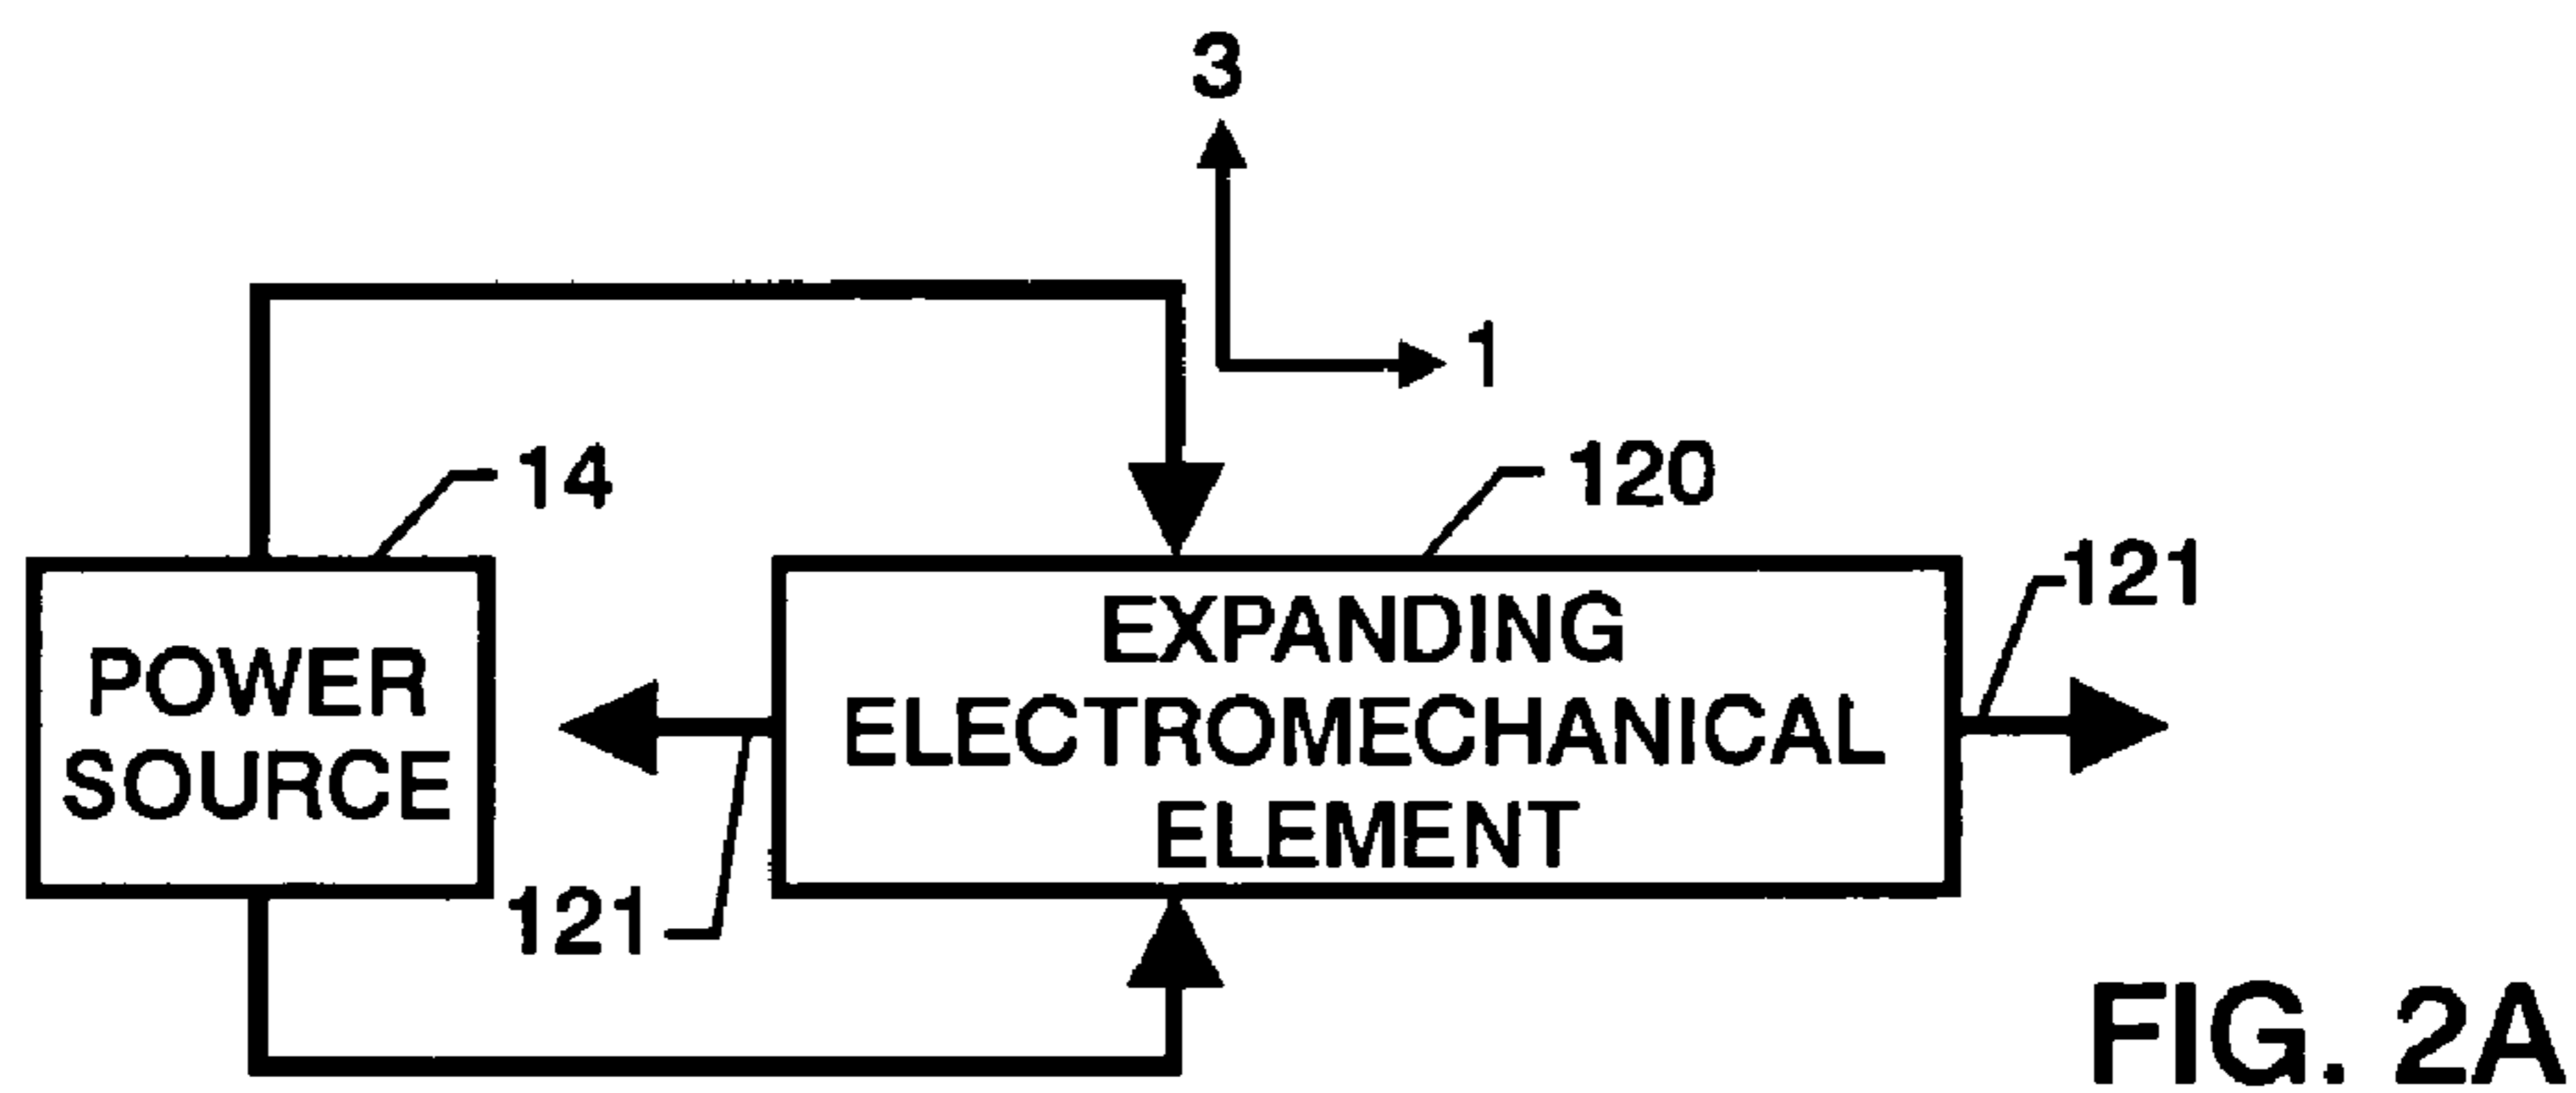 3
1
14
120
121
POWER
SOURCE
EXPANDING
ELECTROMECHANICAL
ELEMENT
121
FIG. 2A